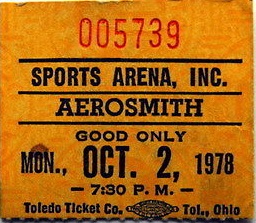 005739
SPORTS ARENA, INC.
AEROSMITH
GOOD ONLY
MON., OCT. 2, 1978
— 7:30 P. M. —
Toledo Ticket Co. Tol., Ohio